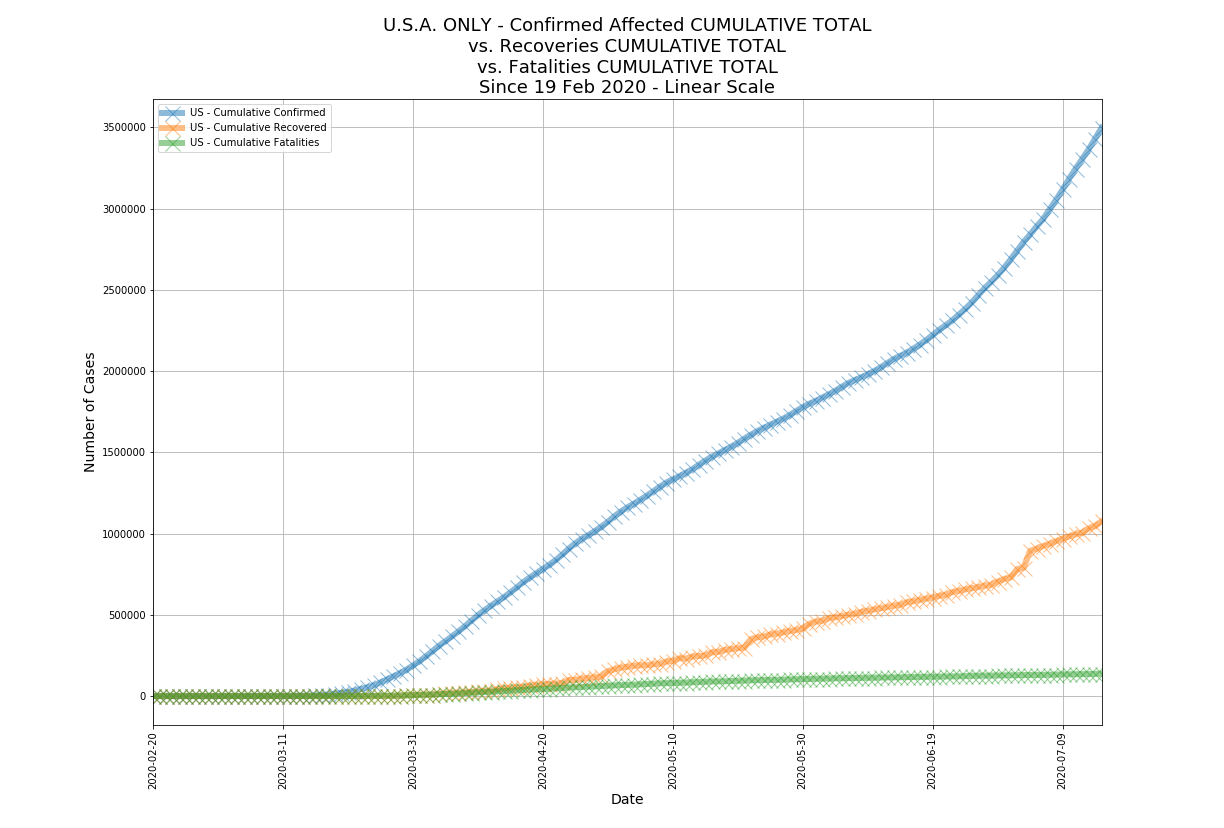 U.S.A. ONLY - Confirmed Affected CUMULATIVE TOTAL
vs. Recoveries CUMULATIVE TOTAL
vs. Fatalities CUMULATIVE TOTAL
Since 19 Feb 2020 - Linear Scale
US - Cumulative Confirmed
US - Cumulative Recovered
US - Cumulative Fatalities
3500000
3000000
2500000
2000000
1500000
1000000
500000
0
Number of Cases
2020-02-20
2020-03-11
2020-03-31
2020-04-20
2020-05-10
2020-05-30
2020-06-19
2020-07-09
Date